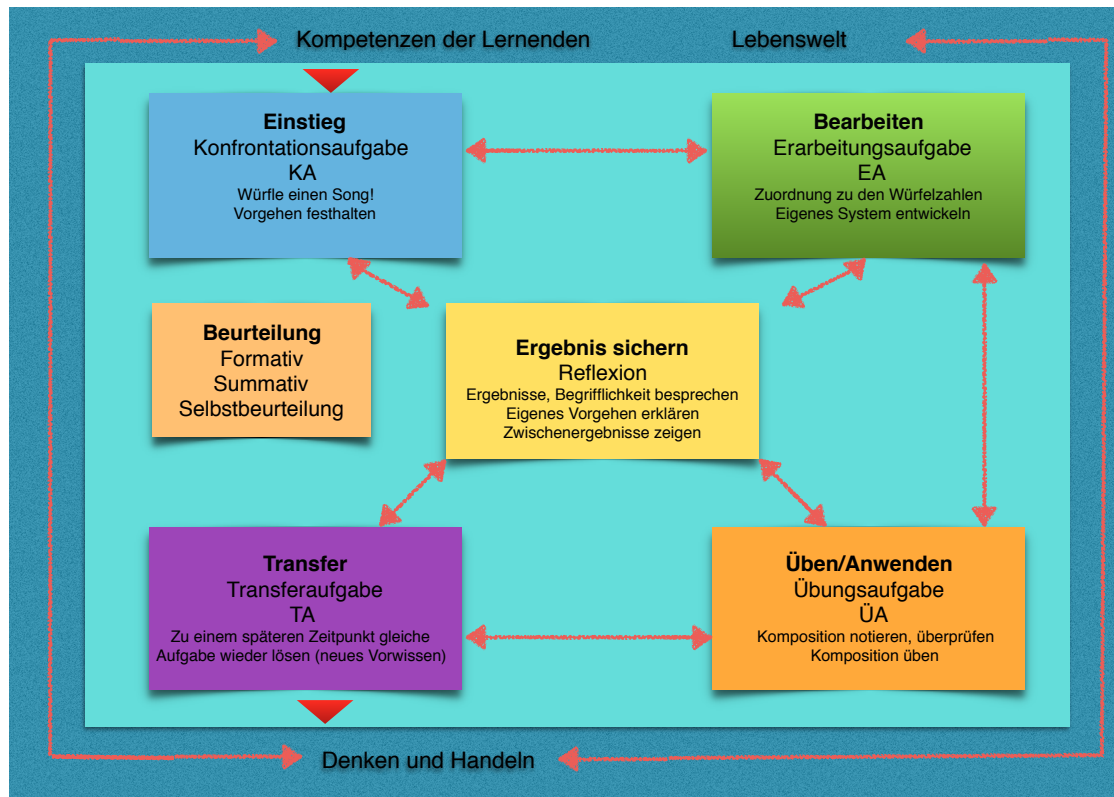 Kompetenzen der Lernenden
Lebenswelt
Einstieg
Konfrontationsaufgabe
KA
Würfle einen Song!
Vorgehen festhalten
Bearbeiten
Erarbeitungsaufgabe
EA
Zuordnung zu den Würfelzahlen
Eigenes System entwickeln
Beurteilung
Formativ
Summativ
Selbstbeurteilung
Ergebnis sichern
Reflexion
Ergebnisse, Begrifflichkeit besprechen
Eigenes Vorgehen erklären
Zwischenergebnisse zeigen
Transfer
Transferaufgabe
TA
Zu einem späteren Zeitpunkt gleiche
Aufgabe wieder lösen (neues Vorwissen)
Üben/Anwenden
Übungsaufgabe
ÜA
Komposition notieren, überprüfen
Komposition üben
Denken und Handeln